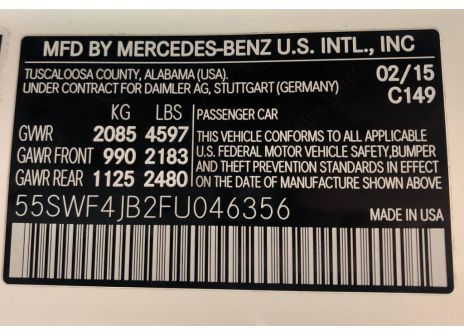 MFD BY MERCEDES-BENZ U.S. INTL., INC
TUSCALOOSA COUNTY, ALABAMA (USA). 02/15
UNDER CONTRACT FOR DAIMLER AG, STUTTGART (GERMANY) C149
KG LBS PASSENGER CAR
GWR 2085 4597 THIS VEHICLE CONFORMS TO ALL APPLICABLE
GAWR FRONT 990 2183 U.S. FEDERAL MOTOR VEHICLE SAFETY,BUMPER
AND THEFT PREVENTION STANDARDS IN EFFECT
GAWR REAR 1125 2480 ON THE DATE OF MANUFACTURE SHOWN ABOVE
55SWF4JB2FU046356 MADE IN USA